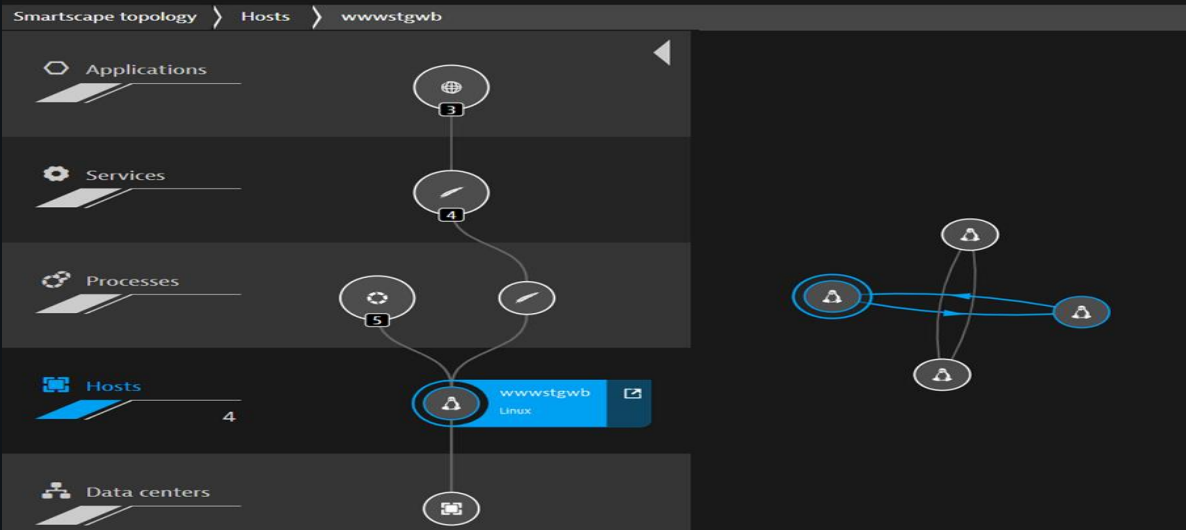 Smartscape topology
Hosts
wwwstgwb
Applications
3
Services
4
Processes
5
Hosts
4
wwwstgwb
Linux
Data centers